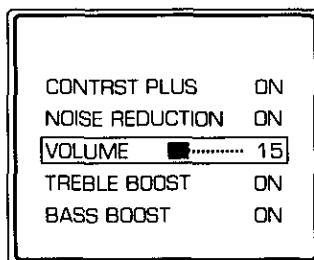 CONTRST PLUS ON
NOISE REDUCTION ON
VOLUME 15
TREBLE BOOST ON
BASS BOOST ON